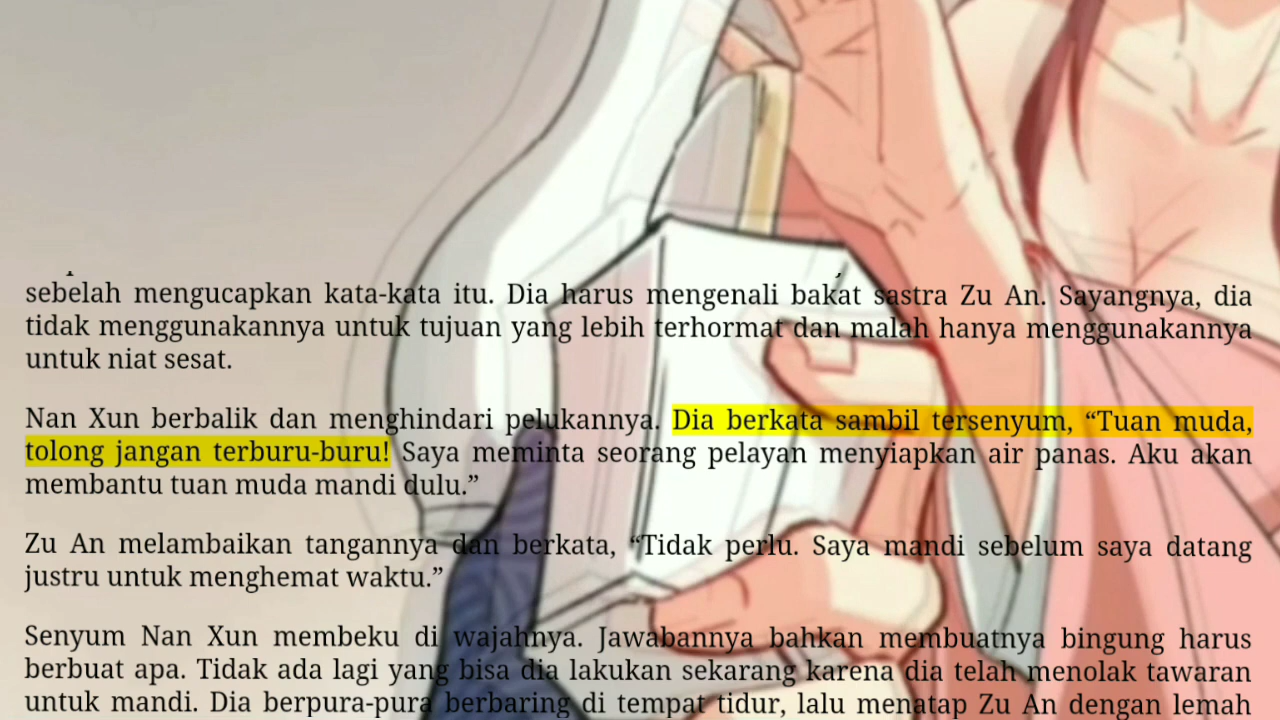 sebelah mengucapkan kata-kata itu. Dia harus mengenali bakat sastra Zu An. Sayangnya, dia
tidak menggunakannya untuk tujuan yang lebih terhormat dan malah hanya menggunakannya
untuk niat sesat.
Nan Xun berbalik dan menghindari pelukannya. Dia berkata sambil tersenyum, “Tuan muda,
tolong jangan terburu-buru! Saya meminta seorang pelayan menyiapkan air panas. Aku akan
membantu tuan muda mandi dulu.”
Zu An melambaikan tangannya dan berkata, “Tidak perlu. Saya mandi sebelum saya datang
justru untuk menghemat waktu.”
Senyum Nan Xun membeku di wajahnya. Jawabannya bahkan membuatnya bingung harus
berbuat apa. Tidak ada lagi yang bisa dia lakukan sekarang karena dia telah menolak tawaran
untuk mandi. Dia berpura-pura berbaring di tempat tidur, lalu menatap Zu An dengan lemah